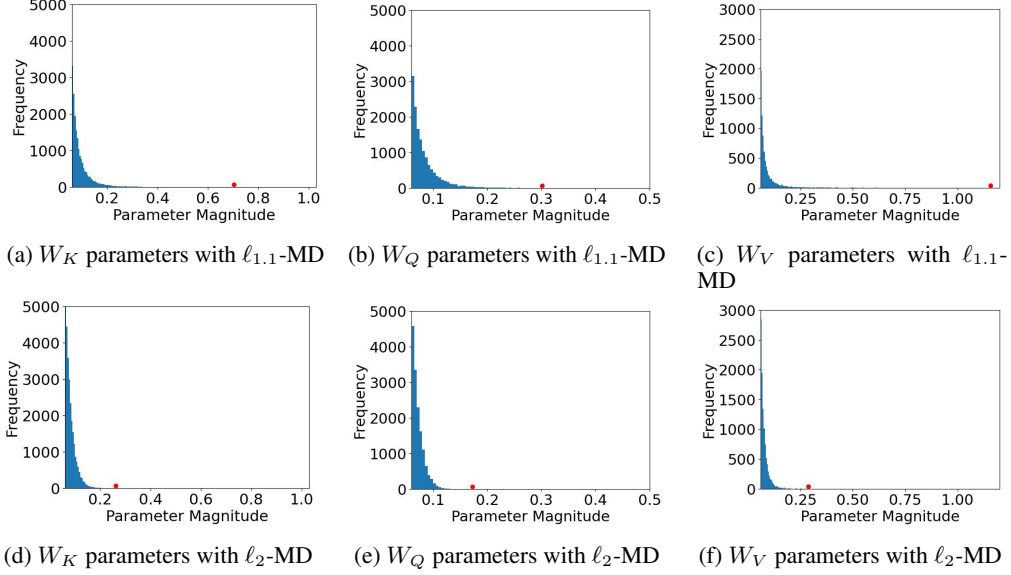 5000
4000
3000
2000
1000
0
Frequency
0.2 0.4 0.6 0.8 1.0
Parameter Magnitude
5000
4000
3000
2000
1000
0
Frequency
0.1 0.2 0.3 0.4 0.5
Parameter Magnitude
3000
2500
2000
1500
1000
500
0
Frequency
0.25 0.50 0.75 1.00
Parameter Magnitude
(a) W_K parameters with ℓ_{1.1}-MD
(b) W_Q parameters with ℓ_{1.1}-MD
(c) W_V parameters with ℓ_{1.1}-
MD
5000
4000
3000
2000
1000
0
Frequency
0.2 0.4 0.6 0.8 1.0
Parameter Magnitude
5000
4000
3000
2000
1000
0
Frequency
0.1 0.2 0.3 0.4 0.5
Parameter Magnitude
3000
2500
2000
1500
1000
500
0
Frequency
0.25 0.50 0.75 1.00
Parameter Magnitude
(d) W_K parameters with ℓ_2-MD
(e) W_Q parameters with ℓ_2-MD
(f) W_V parameters with ℓ_2-MD